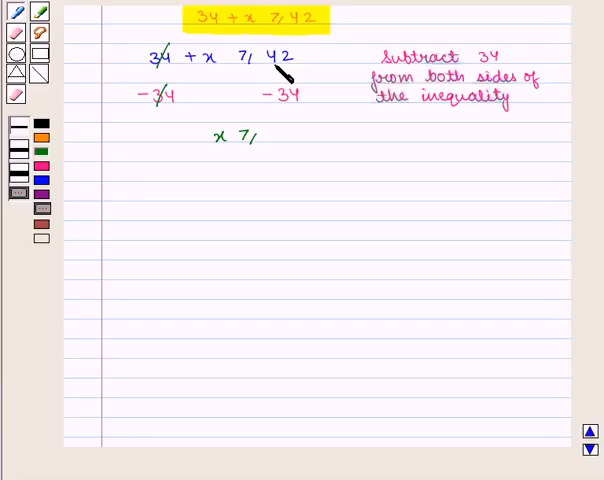 34 + x ⩾ 42
34 + x ⩾ 42
Subtract 34
from both sides of
the inequality
-34 -34
x ⩾